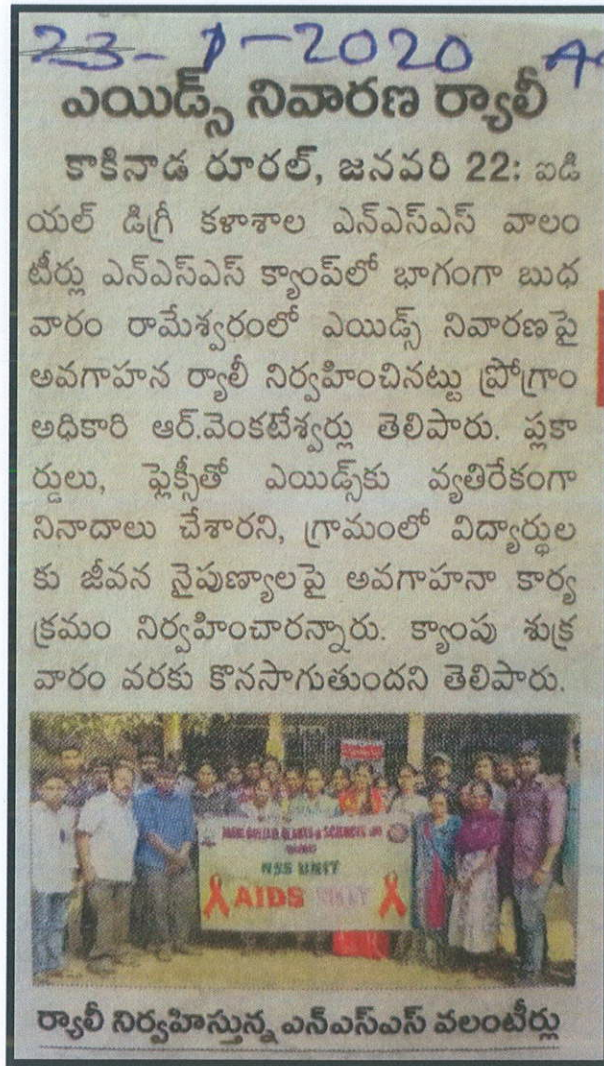 23-1-2020
ఎయిడ్స్ నివారణ ర్యాలీ
కాకినాడ రూరల్, జనవరి 22: ఐడి
యల్ డిగ్రీ కళాశాల ఎన్ఎస్ఎస్ వాలం
టీర్లు ఎన్ఎస్ఎస్ క్యాంప్‌లో భాగంగా బుధ
వారం రామేశ్వరంలో ఎయిడ్స్ నివారణపై
అవగాహన ర్యాలీ నిర్వహించినట్టు ప్రోగ్రాం
అధికారి ఆర్.వెంకటేశ్వర్లు తెలిపారు. ప్లకా
ర్డులు, ఫ్లెక్సీతో ఎయిడ్స్‌కు వ్యతిరేకంగా
నినాదాలు చేశారని, గ్రామంలో విద్యార్థుల
కు జీవన నైపుణ్యాలపై అవగాహనా కార్య
క్రమం నిర్వహించారన్నారు. క్యాంపు శుక్ర
వారం వరకు కొనసాగుతుందని తెలిపారు.
SCIENCES
NSS UNIT
AIDS
ర్యాలీ నిర్వహిస్తున్న ఎన్ఎస్ఎస్ వలంటీర్లు